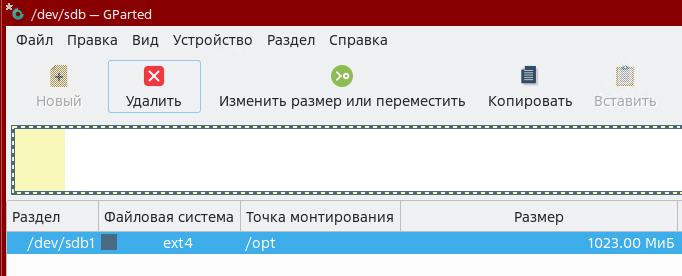 /dev/sdb — GParted
Файл Правка Вид Устройство Раздел Справка
Новый Удалить Изменить размер или переместить Копировать Вставить
Раздел Файловая система Точка монтирования Размер
/dev/sdb1 ext4 /opt 1023.00 МиБ